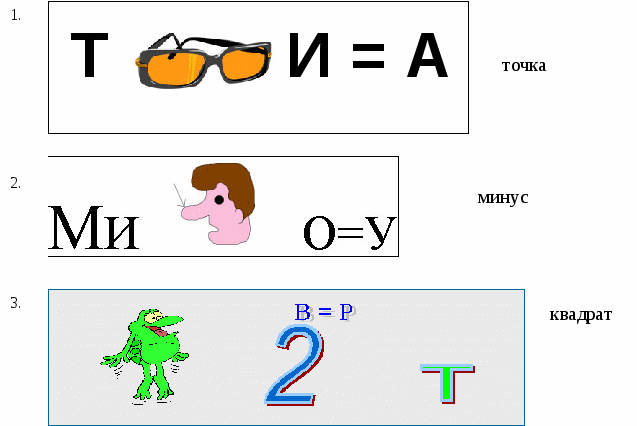 1.
Т И = А
точка
2.
минус
Ми о=у
3.
квадрат
В = Р
2 т